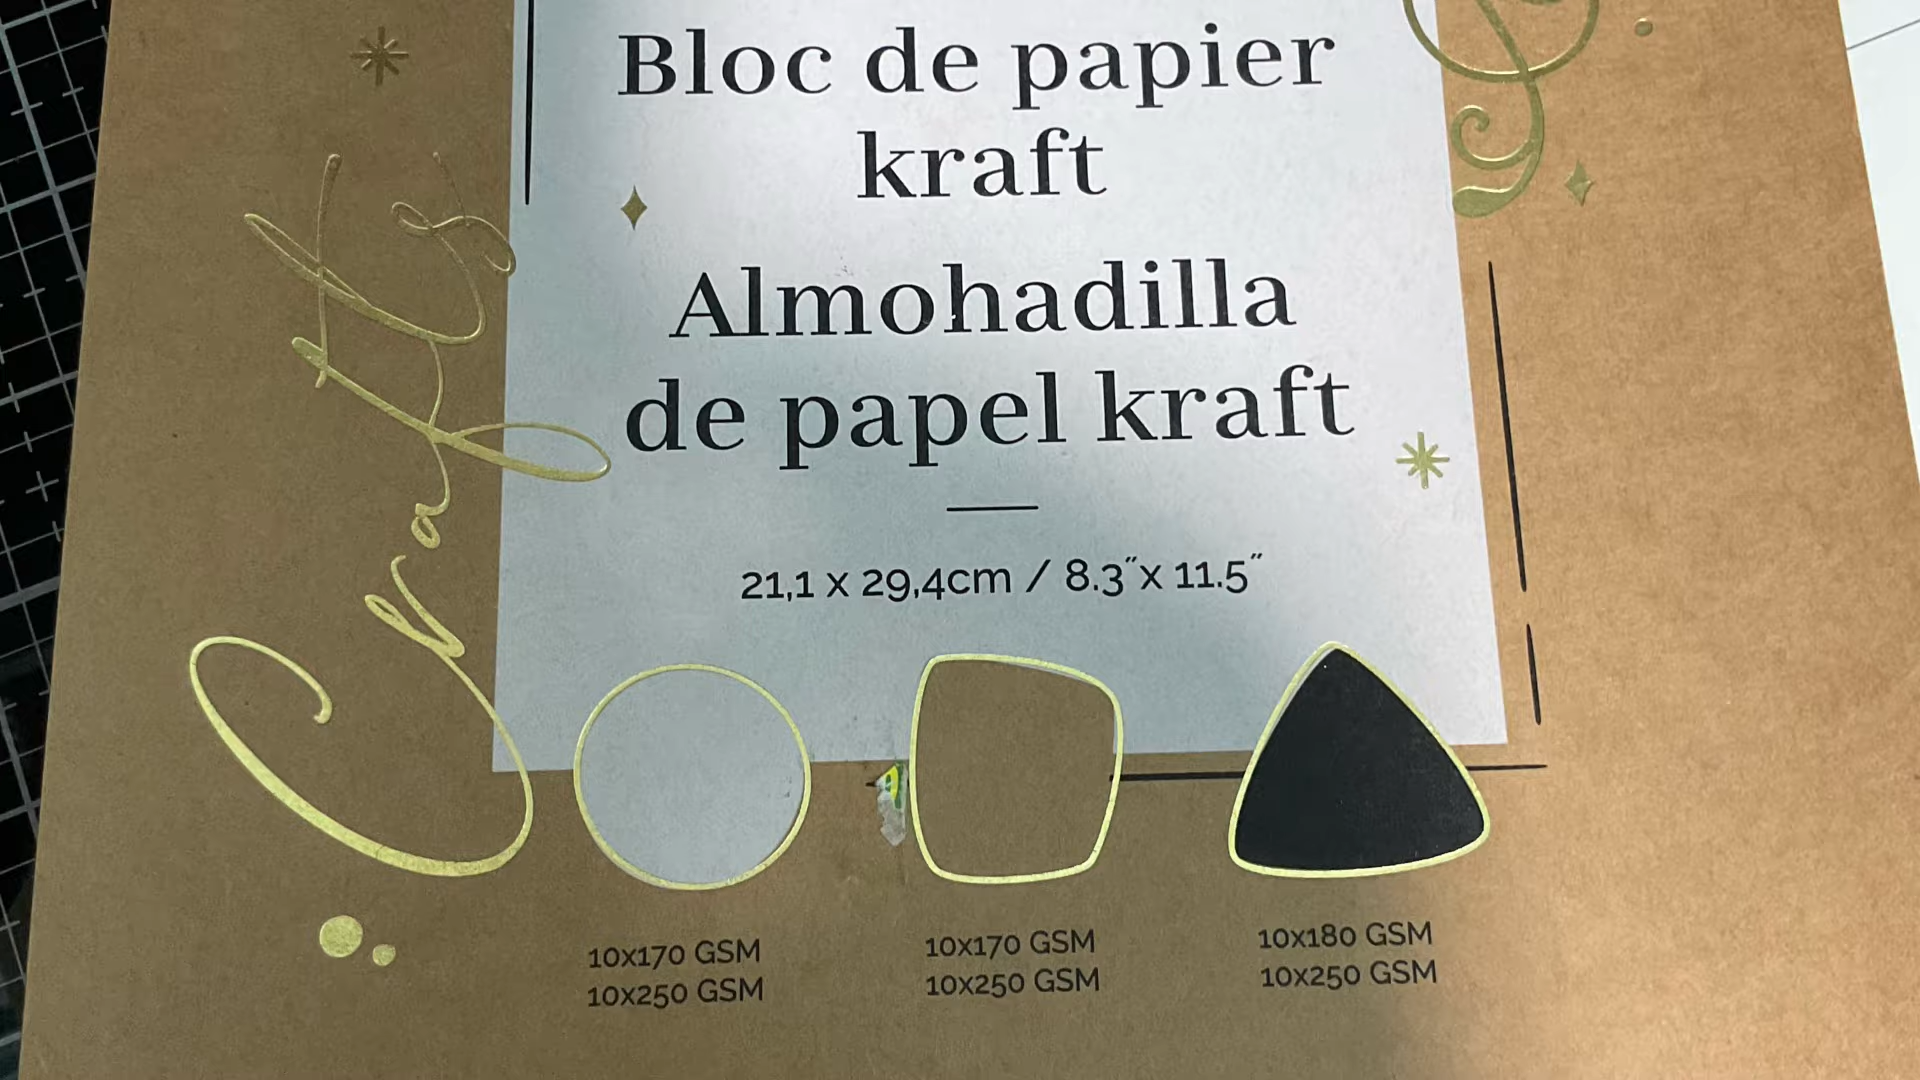 Bloc de papier
kraft
Almohadilla
de papel kraft
21,1 x 29,4cm / 8.3"x 11.5"
Crafts
10x170 GSM
10x250 GSM
10x170 GSM
10x250 GSM
10x180 GSM
10x250 GSM